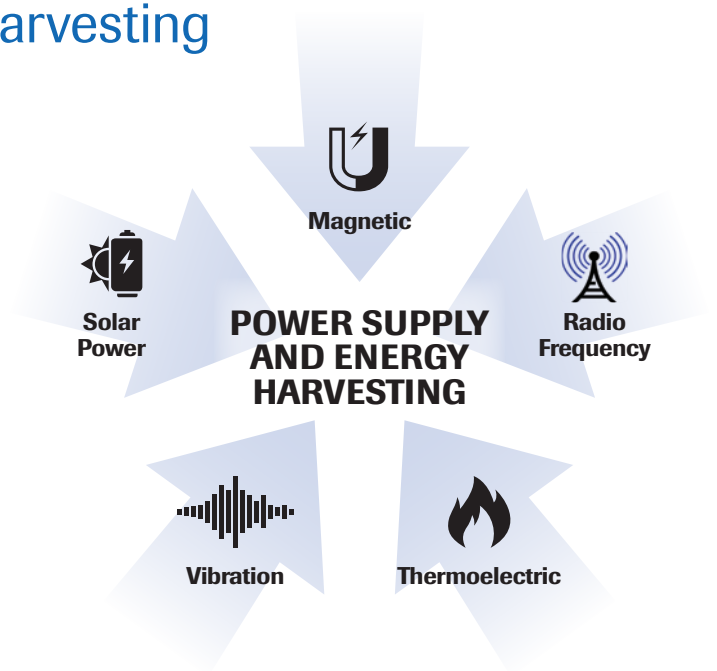 arvesting
Magnetic
Solar
Power
Radio
Frequency
POWER SUPPLY
AND ENERGY
HARVESTING
Vibration
Thermoelectric